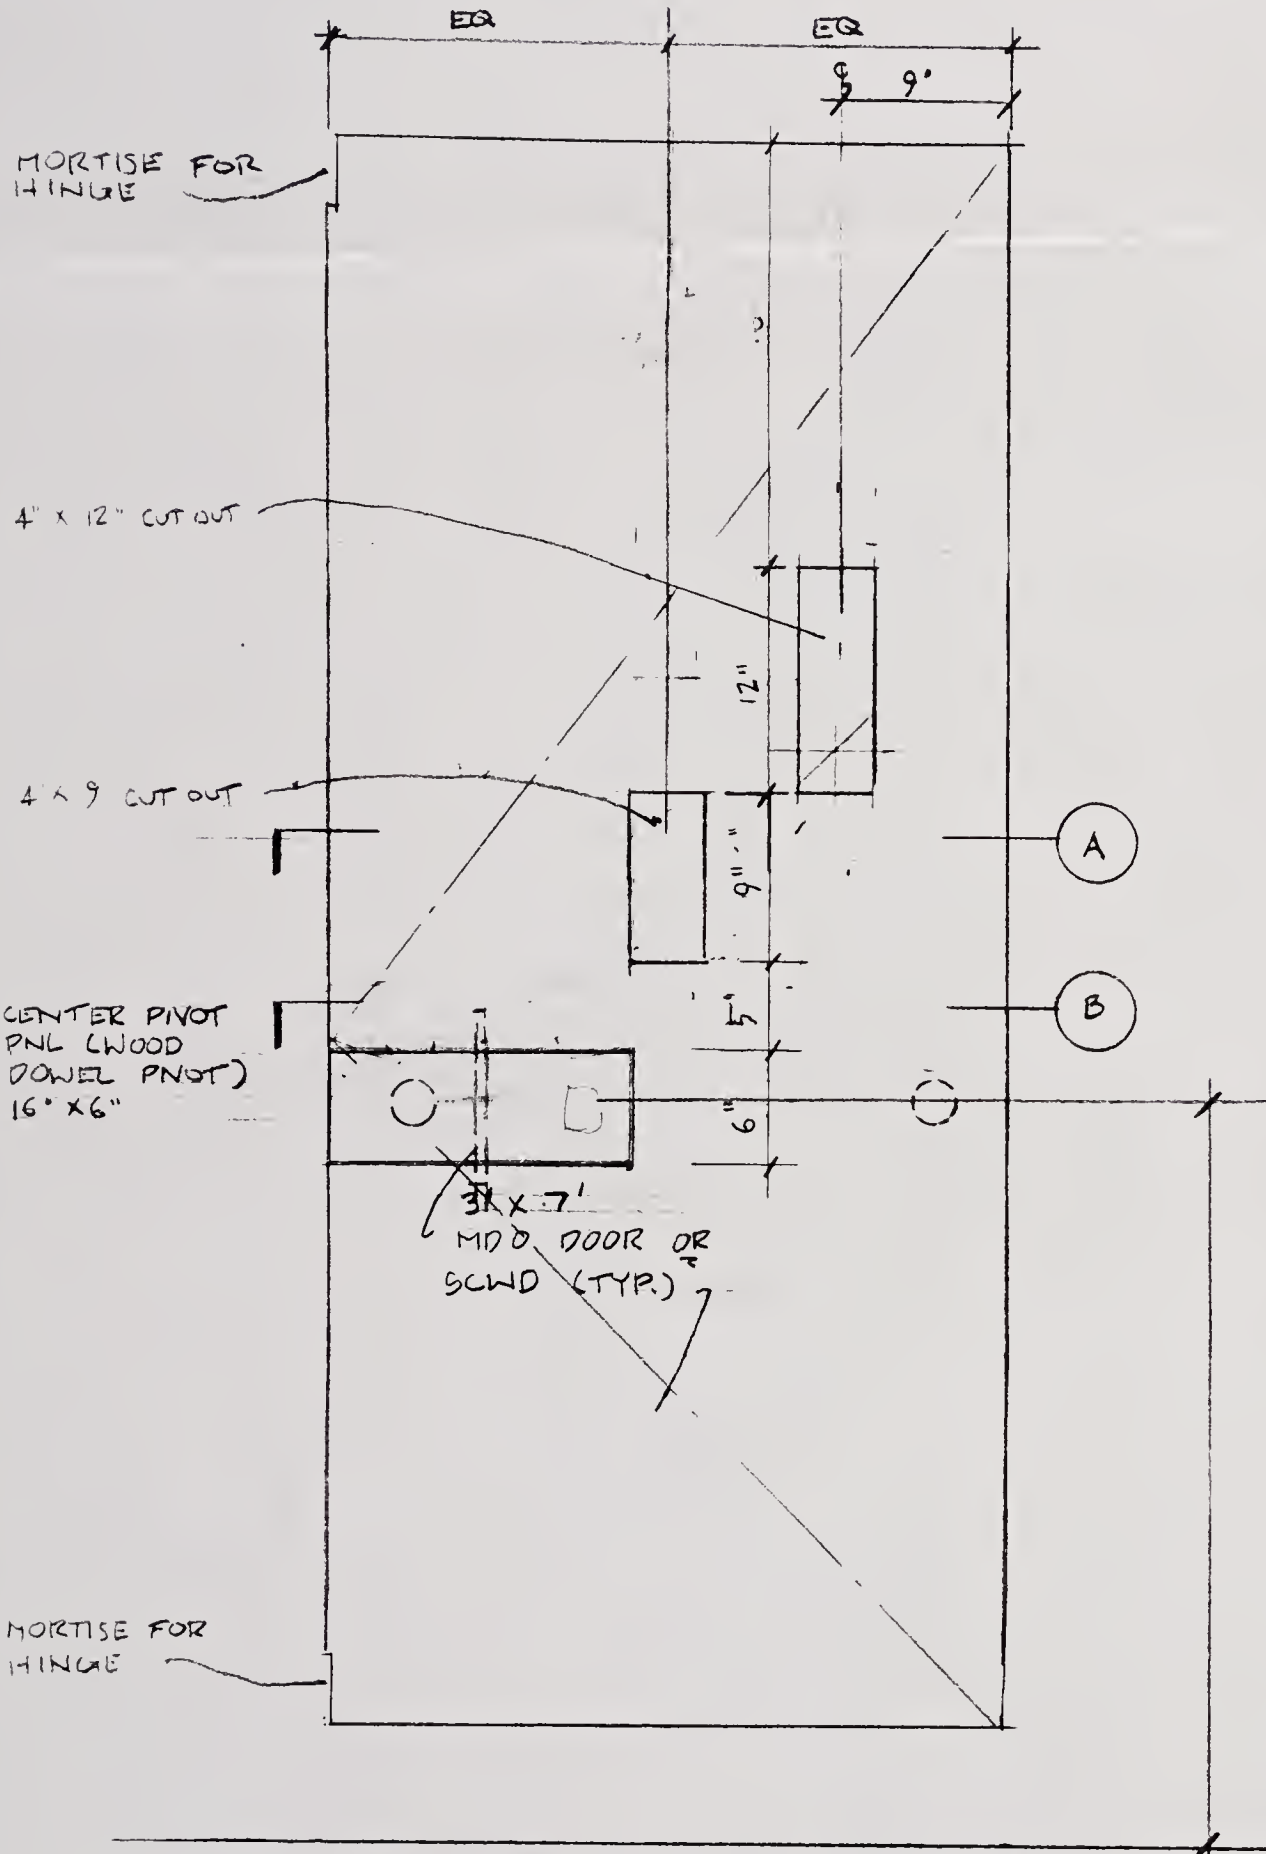 EQ
EQ
9"
MORTISE FOR
HINGE
4" X 12" CUT OUT
12"
4" X 9 CUT OUT
9"
A
CENTER PIVOT
PNL (WOOD
DOWEL PIVOT)
16" X 6"
5"
B
6"
3' X 7'
MDO DOOR OR
SCWD (TYP.)
MORTISE FOR
HINGE